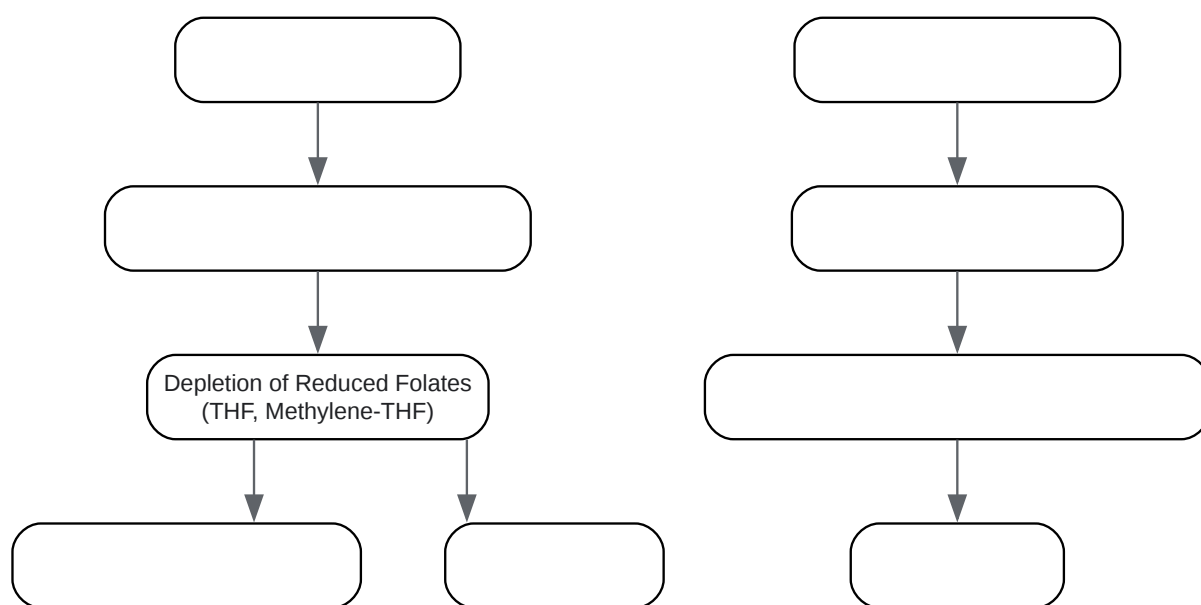 Depletion of Reduced Folates
(THF, Methylene-THF)